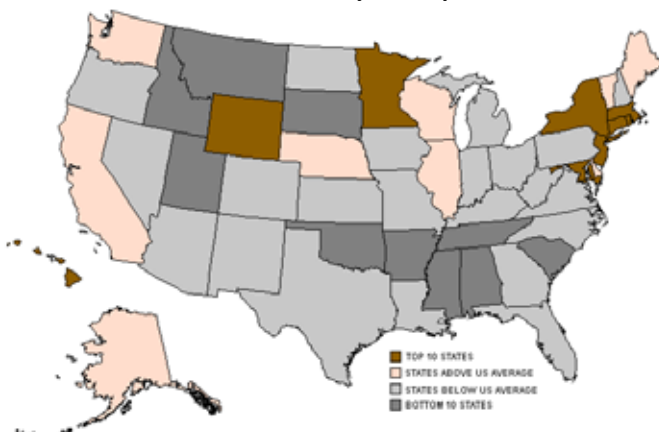 TOP 10 STATES
STATES ABOVE US AVERAGE
STATES BELOW US AVERAGE
BOTTOM 10 STATES